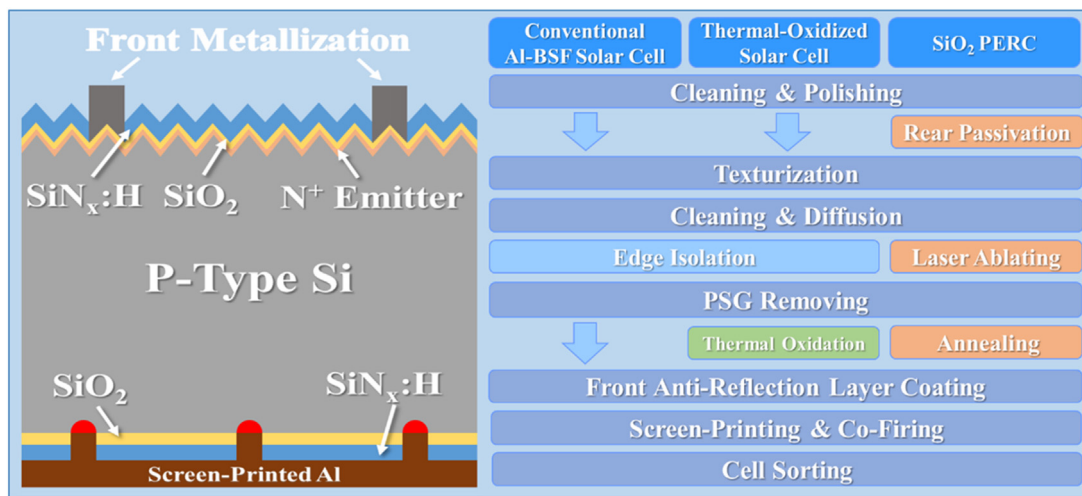 Front Metallization
SiNₓ:H
SiO₂
N⁺ Emitter
P-Type Si
SiO₂
SiNₓ:H
Screen-Printed Al
Conventional
Al-BSF Solar Cell
Thermal-Oxidized
Solar Cell
SiO₂ PERC
Cleaning & Polishing
Rear Passivation
Texturization
Cleaning & Diffusion
Edge Isolation
Laser Ablating
PSG Removing
Thermal Oxidation
Annealing
Front Anti-Reflection Layer Coating
Screen-Printing & Co-Firing
Cell Sorting